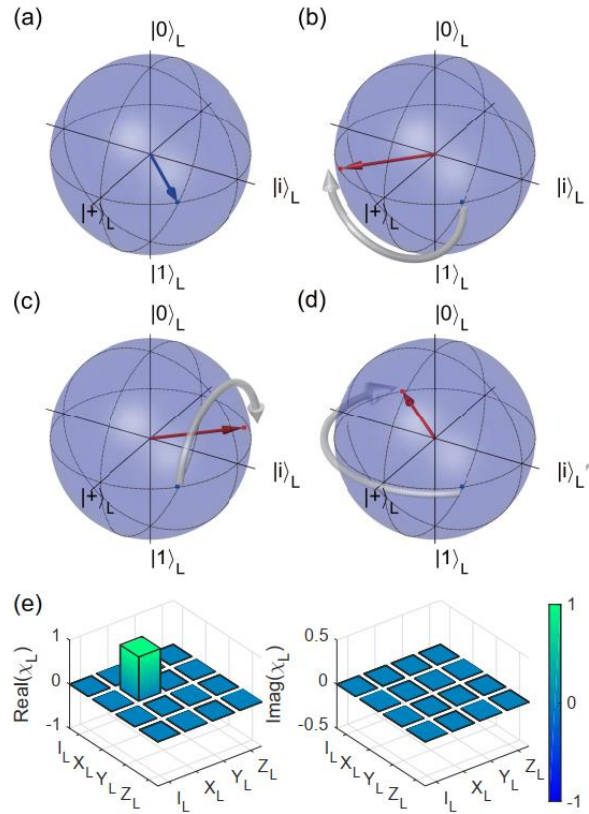 (a)
|0⟩L
|i⟩L
|+⟩L
|1⟩L
(b)
|0⟩L
|i⟩L
|+⟩L
|1⟩L
(c)
|0⟩L
|i⟩L
|+⟩L
|1⟩L
(d)
|0⟩L
|i⟩L'
|+⟩L
|1⟩L
(e)
Real(χL)
1
0
-1
IL XL YL ZL
IL XL YL ZL
Imag(χL)
0.5
0
-0.5
IL XL YL ZL
IL XL YL ZL
1
0
-1